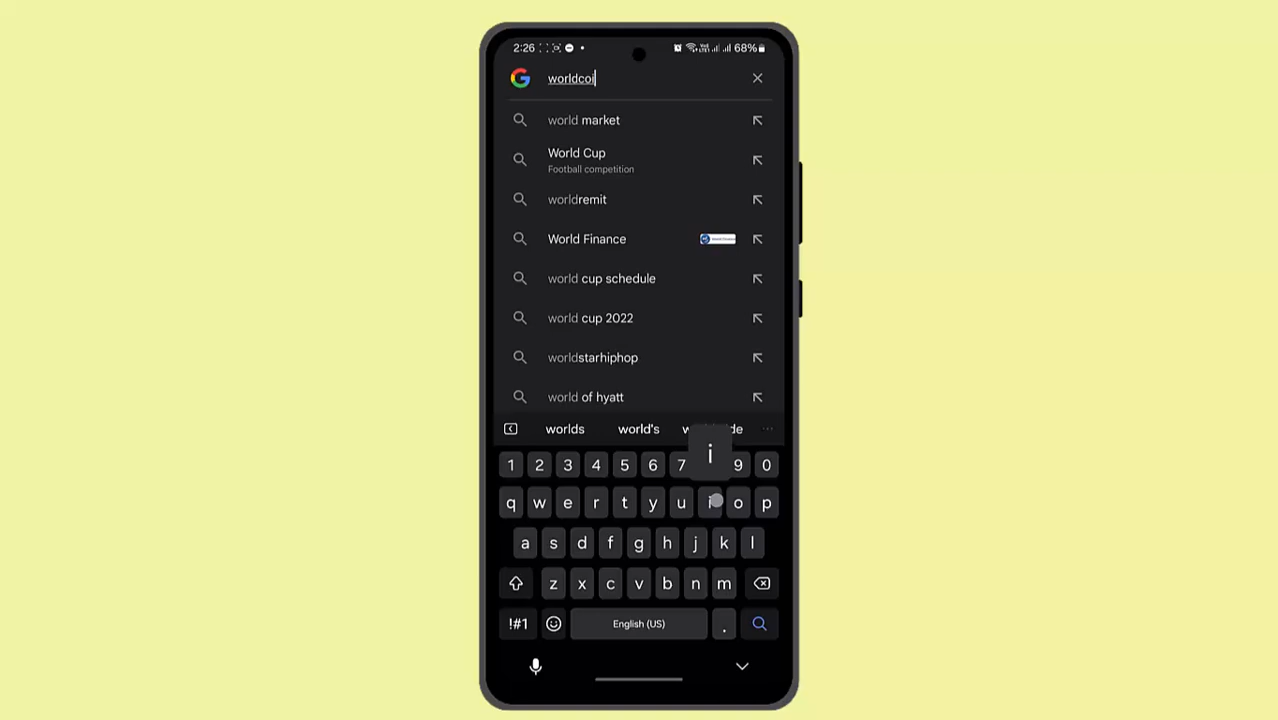 2:26 68%
worldcoi
world market
World Cup
Football competition
worldremit
World Finance
world cup schedule
world cup 2022
worldstarhiphop
world of hyatt
worlds world's
i
1 2 3 4 5 6 7 9 0
q w e r t y u i o p
a s d f g h j k l
z x c v b n m
!#1 English (US) .